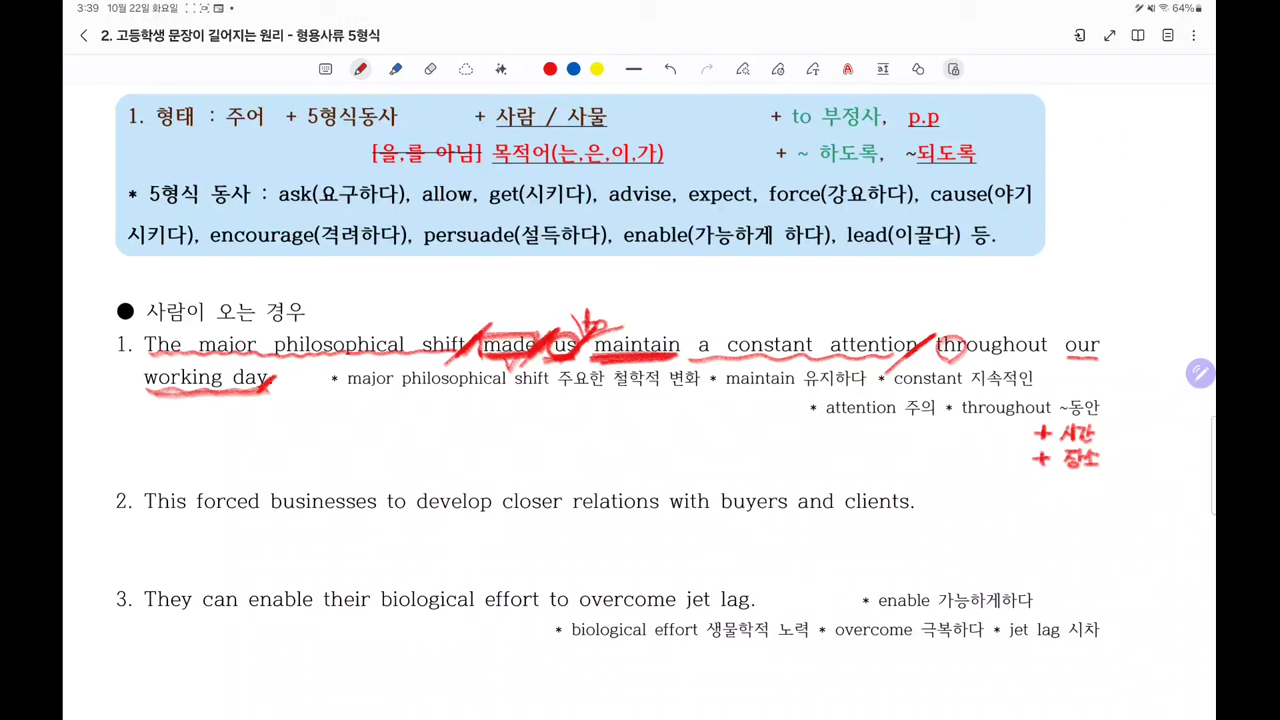 3:39 10월 22일 화요일 64%
2. 고등학생 문장이 길어지는 원리 - 형용사류 5형식
1. 형태 : 주어 + 5형식동사 + 사람 / 사물 + to 부정사, p.p
[을,를 아님] 목적어(는,은,이,가) + ~ 하도록, ~되도록
* 5형식 동사 : ask(요구하다), allow, get(시키다), advise, expect, force(강요하다), cause(야기
시키다), encourage(격려하다), persuade(설득하다), enable(가능하게 하다), lead(이끌다) 등.
● 사람이 오는 경우
to
1. The major philosophical shift made us maintain a constant attention throughout our
working day. * major philosophical shift 주요한 철학적 변화 * maintain 유지하다 * constant 지속적인
* attention 주의 * throughout ~동안
+ 시간
+ 장소
2. This forced businesses to develop closer relations with buyers and clients.
3. They can enable their biological effort to overcome jet lag. * enable 가능하게하다
* biological effort 생물학적 노력 * overcome 극복하다 * jet lag 시차